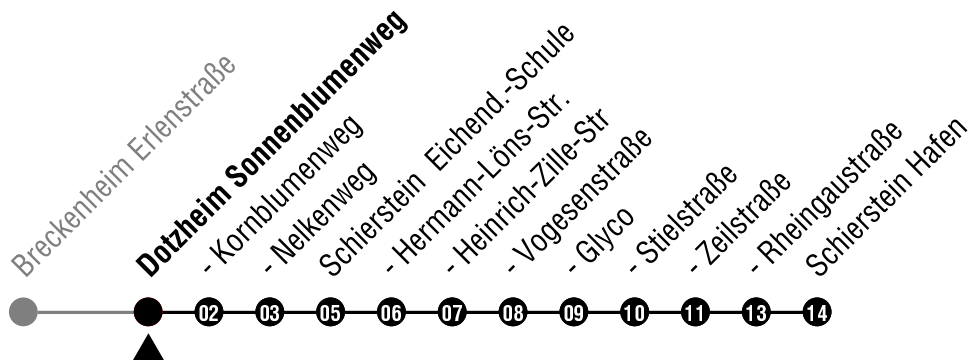 Breckenheim Erlenstraße
Dotzheim Sonnenblumenweg
- Kornblumenweg
- Nelkenweg
Schierstein Eichend.-Schule
- Hermann-Löns-Str.
- Heinrich-Zille-Str
- Vogesenstraße
- Glyco
- Stielstraße
- Zeilstraße
- Rheingaustraße
Schierstein Hafen
02 03 05 06 07 08 09 10 11 13 14